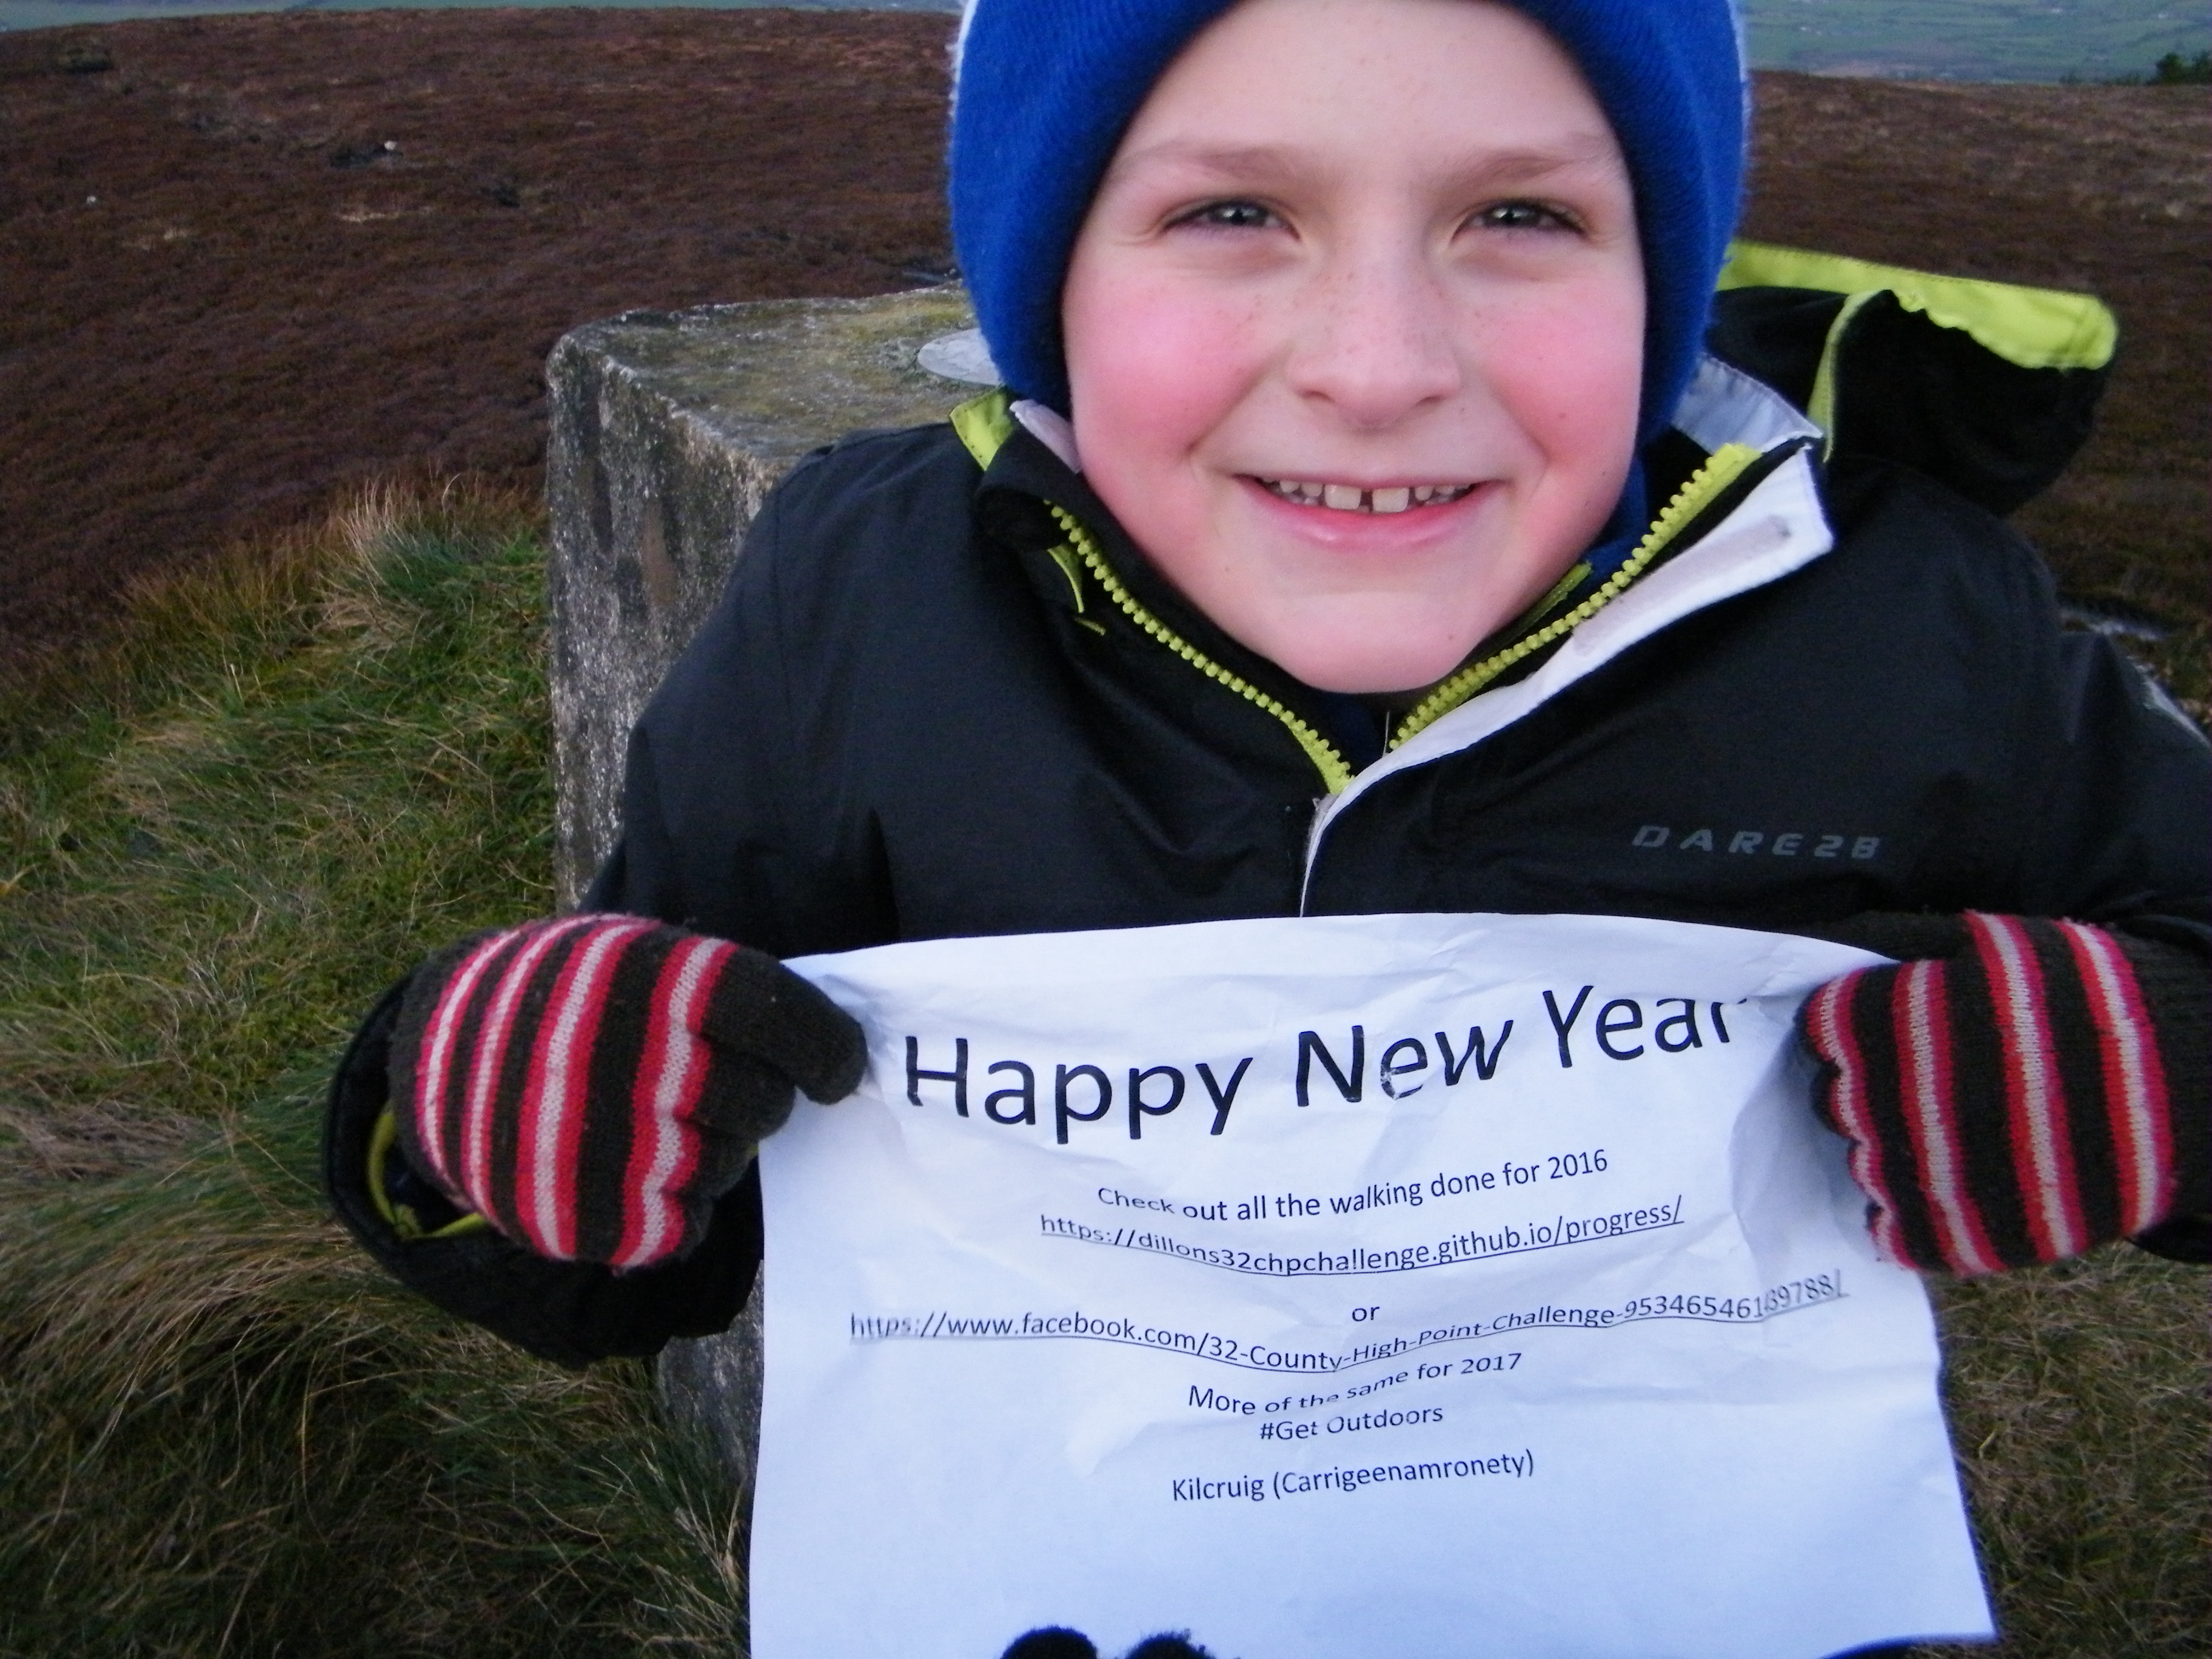 DARE2B
Happy New Year
Check out all the walking done for 2016
https://dillons32chpchallenge.github.io/progress/
or
https://www.facebook.com/32-County-High-Point-Challenge-953465461389788/
More of the same for 2017
#Get Outdoors
Kilcruig (Carrigeenamronety)